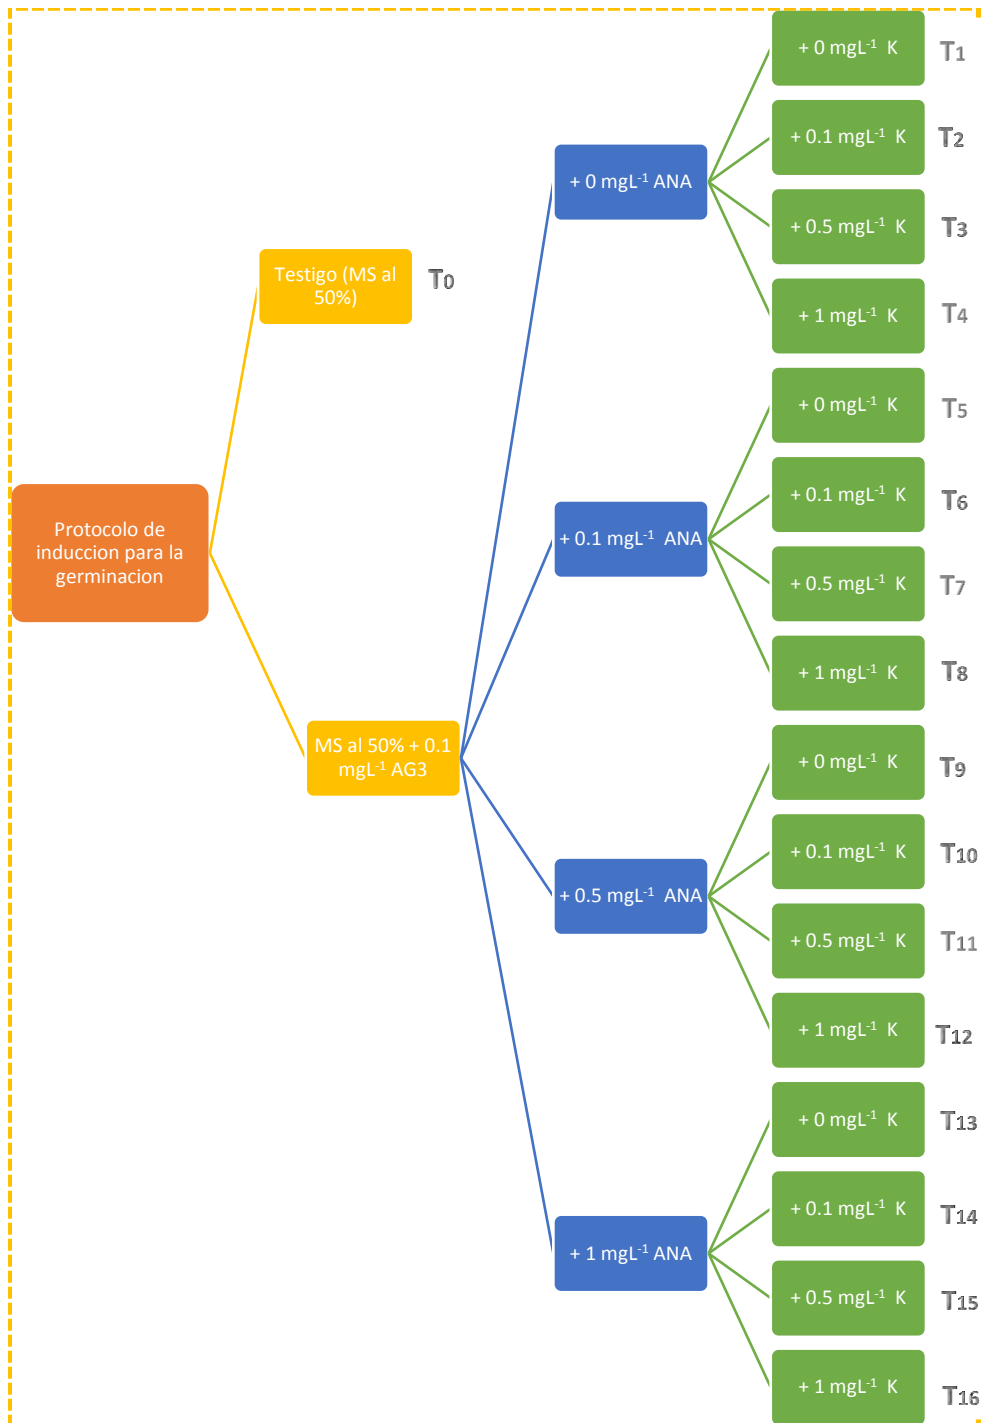 Protocolo de
induccion para la
germinacion
Testigo (MS al
50%)
T0
MS al 50% + 0.1
mgL⁻¹ AG3
+ 0 mgL⁻¹ ANA
+ 0 mgL⁻¹ K T1
+ 0.1 mgL⁻¹ K T2
+ 0.5 mgL⁻¹ K T3
+ 1 mgL⁻¹ K T4
+ 0.1 mgL⁻¹ ANA
+ 0 mgL⁻¹ K T5
+ 0.1 mgL⁻¹ K T6
+ 0.5 mgL⁻¹ K T7
+ 1 mgL⁻¹ K T8
+ 0.5 mgL⁻¹ ANA
+ 0 mgL⁻¹ K T9
+ 0.1 mgL⁻¹ K T10
+ 0.5 mgL⁻¹ K T11
+ 1 mgL⁻¹ K T12
+ 1 mgL⁻¹ ANA
+ 0 mgL⁻¹ K T13
+ 0.1 mgL⁻¹ K T14
+ 0.5 mgL⁻¹ K T15
+ 1 mgL⁻¹ K T16